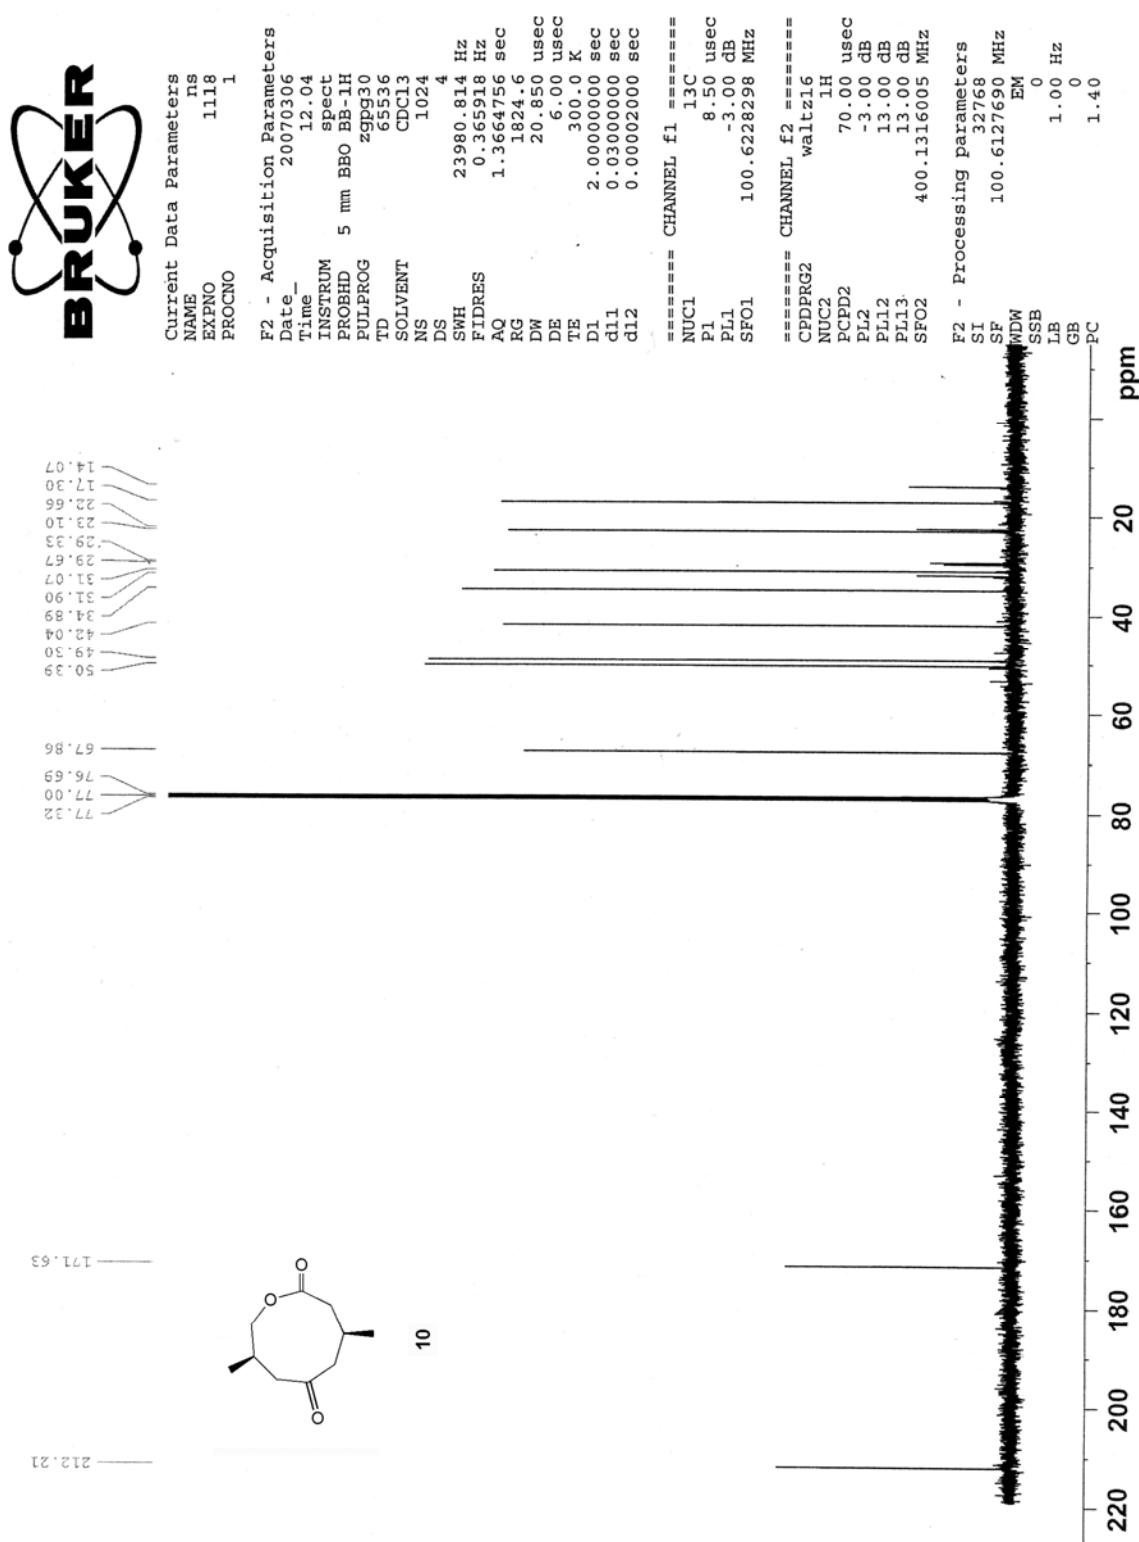 BRUKER
Current Data Parameters
NAME ns
EXPNO 1118
PROCNO 1
F2 - Acquisition Parameters
Date_ 20070306
Time 12.04
INSTRUM spect
PROBHD 5 mm BBO BB-1H
PULPROG zgpg30
TD 65536
SOLVENT CDCl3
NS 1024
DS 4
SWH 23980.814 Hz
FIDRES 0.365918 Hz
AQ 1.3664756 sec
RG 1824.6
DW 20.850 usec
DE 6.00 usec
TE 300.0 K
D1 2.00000000 sec
d11 0.03000000 sec
d12 0.00002000 sec
======== CHANNEL f1 ========
NUC1 13C
P1 8.50 usec
PL1 -3.00 dB
SFO1 100.6228298 MHz
======== CHANNEL f2 ========
CPDPRG2 waltz16
NUC2 1H
PCPD2 70.00 usec
PL2 -3.00 dB
PL12 13.00 dB
PL13 13.00 dB
SFO2 400.1316005 MHz
F2 - Processing parameters
SI 32768
SF 100.6127690 MHz
WDW EM
SSB 0
LB 1.00 Hz
GB 0
PC 1.40
14.07
17.30
22.66
23.10
29.33
29.67
31.07
31.90
34.89
42.04
49.30
50.39
67.86
76.69
77.00
77.32
171.63
212.21
O
O
O
10
220 200 180 160 140 120 100 80 60 40 20 ppm